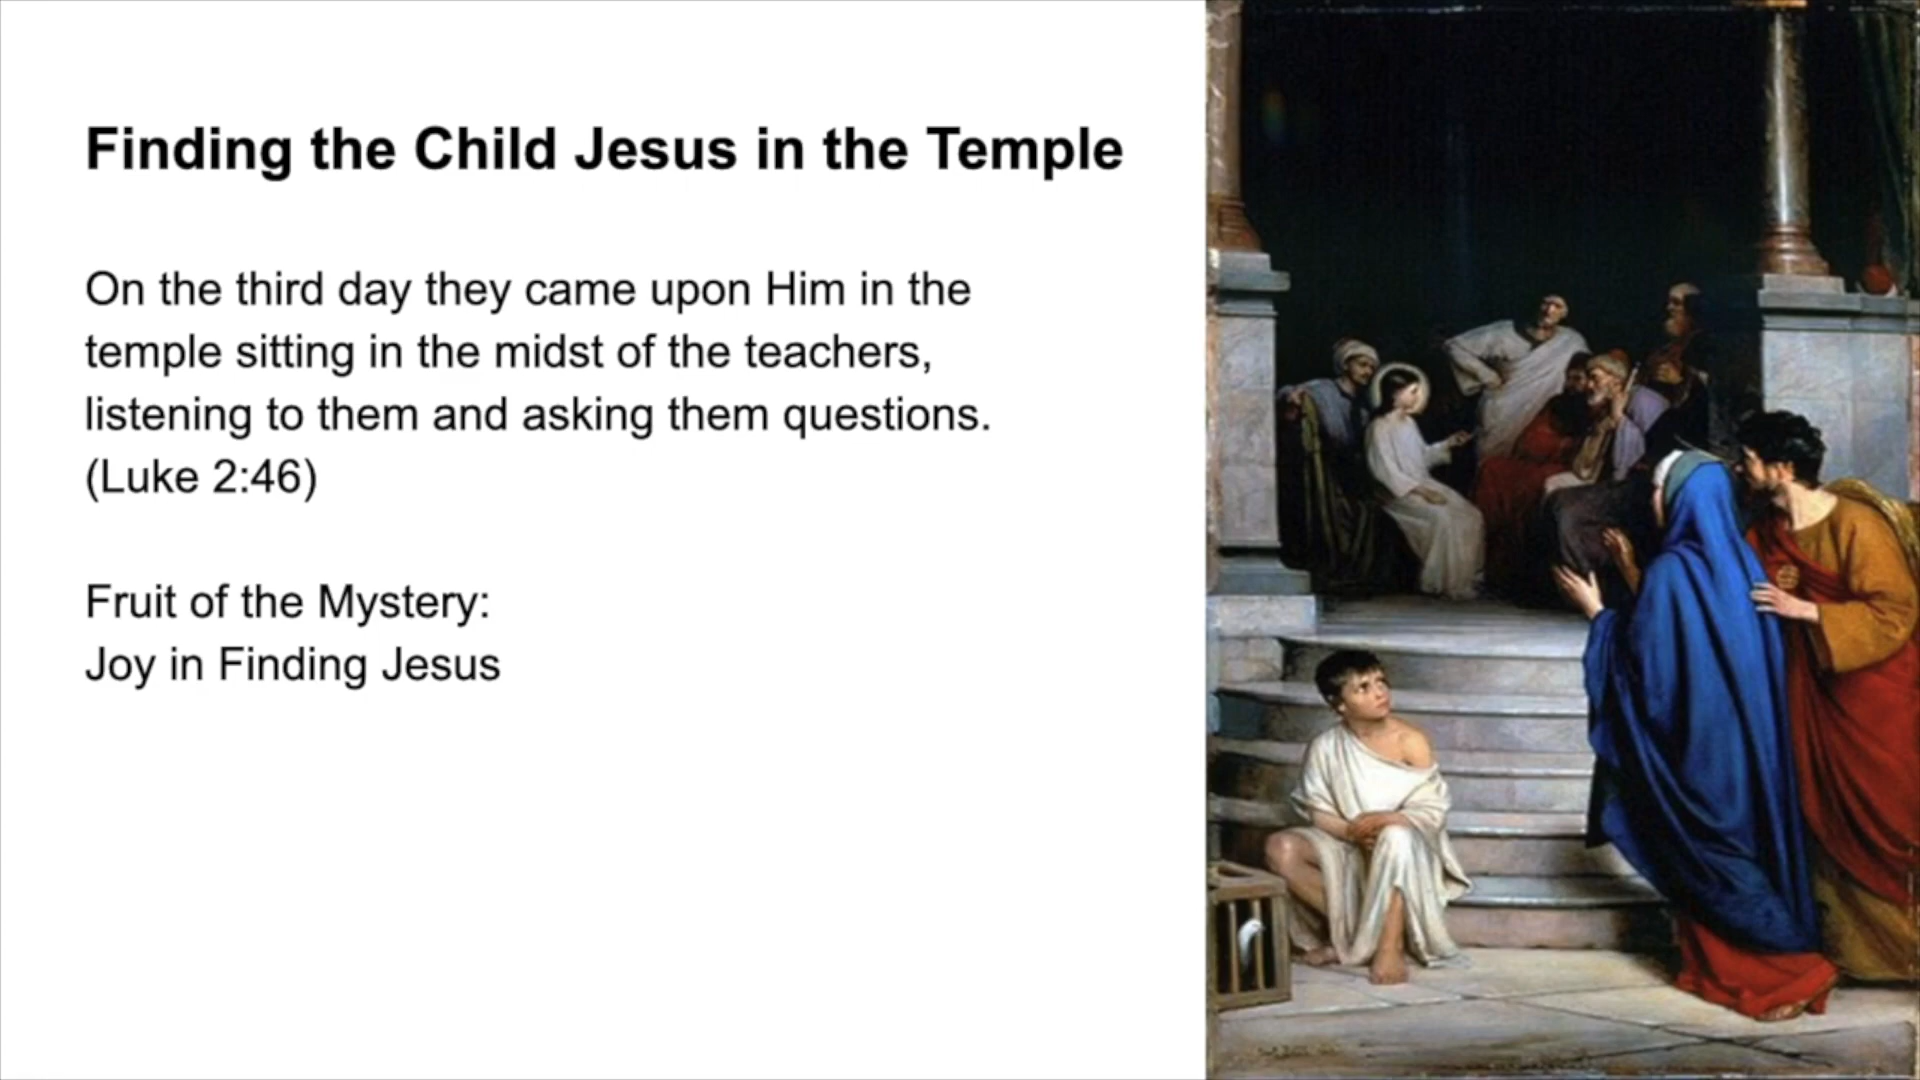 Finding the Child Jesus in the Temple
On the third day they came upon Him in the
temple sitting in the midst of the teachers,
listening to them and asking them questions.
(Luke 2:46)
Fruit of the Mystery:
Joy in Finding Jesus